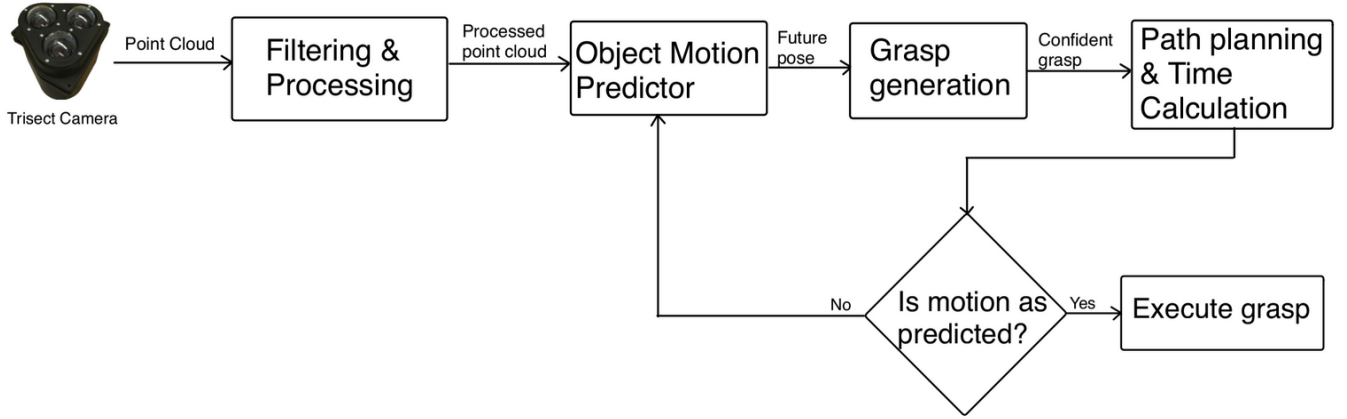 Trisect Camera
Point Cloud
Filtering &
Processing
Processed
point cloud
Object Motion
Predictor
Future
pose
Grasp
generation
Confident
grasp
Path planning
& Time
Calculation
Is motion as
predicted?
No
Yes
Execute grasp